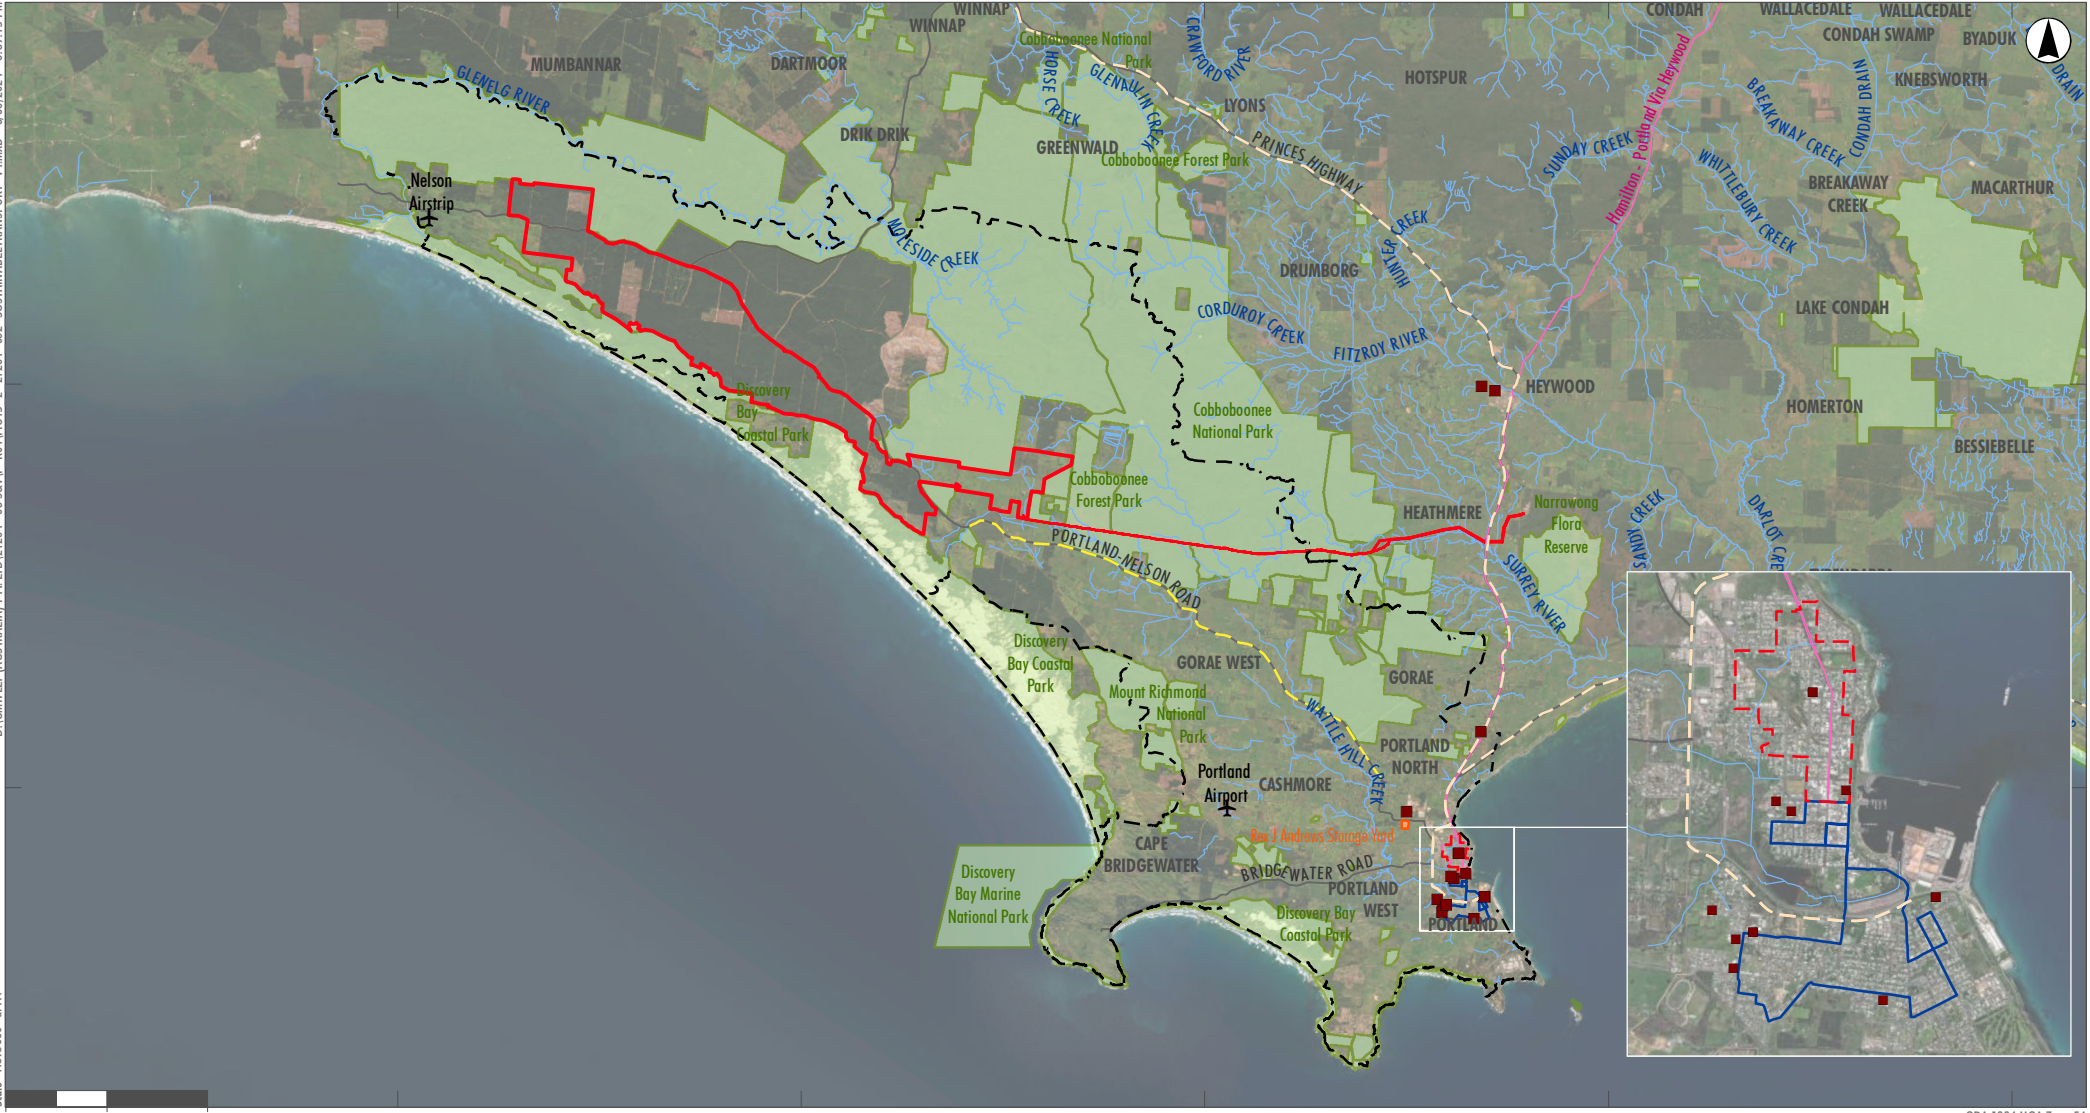 WINNAP
WINNAP
CONDAH
WALLACEDALE
WALLACEDALE
CONDAH SWAMP
BYADUK
Cobboboonee National
Park
CRAWFORD RIVER
MUMBANNAR
DARTMOOR
GLENELG RIVER
HORSE CREEK
GLENAULIN CREEK
HOTSPUR
KNEBSWORTH
DRAIN
CONDAH DRAIN
BREAKAWAY CREEK
LYONS
Hamilton - Portland Via Heywood
DRIK DRIK
GREENWALD
Cobboboonee Forest Park
PRINCES HIGHWAY
SUNDAY CREEK
WHITTLEBURY CREEK
BREAKAWAY
CREEK
MACARTHUR
Nelson
Airstrip
MOLESIDE CREEK
HUNTER CREEK
DRUMBORG
CORDUROY CREEK
FITZROY RIVER
LAKE CONDAH
HEYWOOD
HOMERTON
BESSIEBELLE
Discovery
Bay
Coastal Park
Cobboboonee
National Park
Cobboboonee
Forest Park
HEATHMERE
Narrawong
Flora
Reserve
SANDY CREEK
PORTLAND-NELSON ROAD
SURREY RIVER
Discovery
Bay Coastal
Park
GORAE WEST
GORAE
Mount Richmond
National
Park
WATTLE HILL CREEK
PORTLAND
NORTH
Portland
Airport
CASHMORE
Rex J Andrews Storage Yard
CAPE
BRIDGEWATER
BRIDGEWATER ROAD
Discovery
Bay Marine
National Park
PORTLAND
WEST
Discovery Bay
Coastal Park
PORTLAND